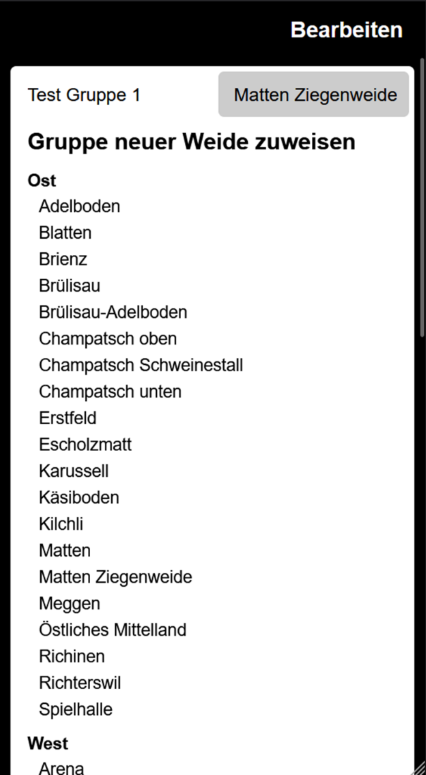 Bearbeiten
Test Gruppe 1
Matten Ziegenweide
Gruppe neuer Weide zuweisen
Ost
Adelboden
Blatten
Brienz
Brülisau
Brülisau-Adelboden
Champatsch oben
Champatsch Schweinestall
Champatsch unten
Erstfeld
Escholzmatt
Karussell
Käsiboden
Kilchli
Matten
Matten Ziegenweide
Meggen
Östliches Mittelland
Richinen
Richterswil
Spielhalle
West
Arena